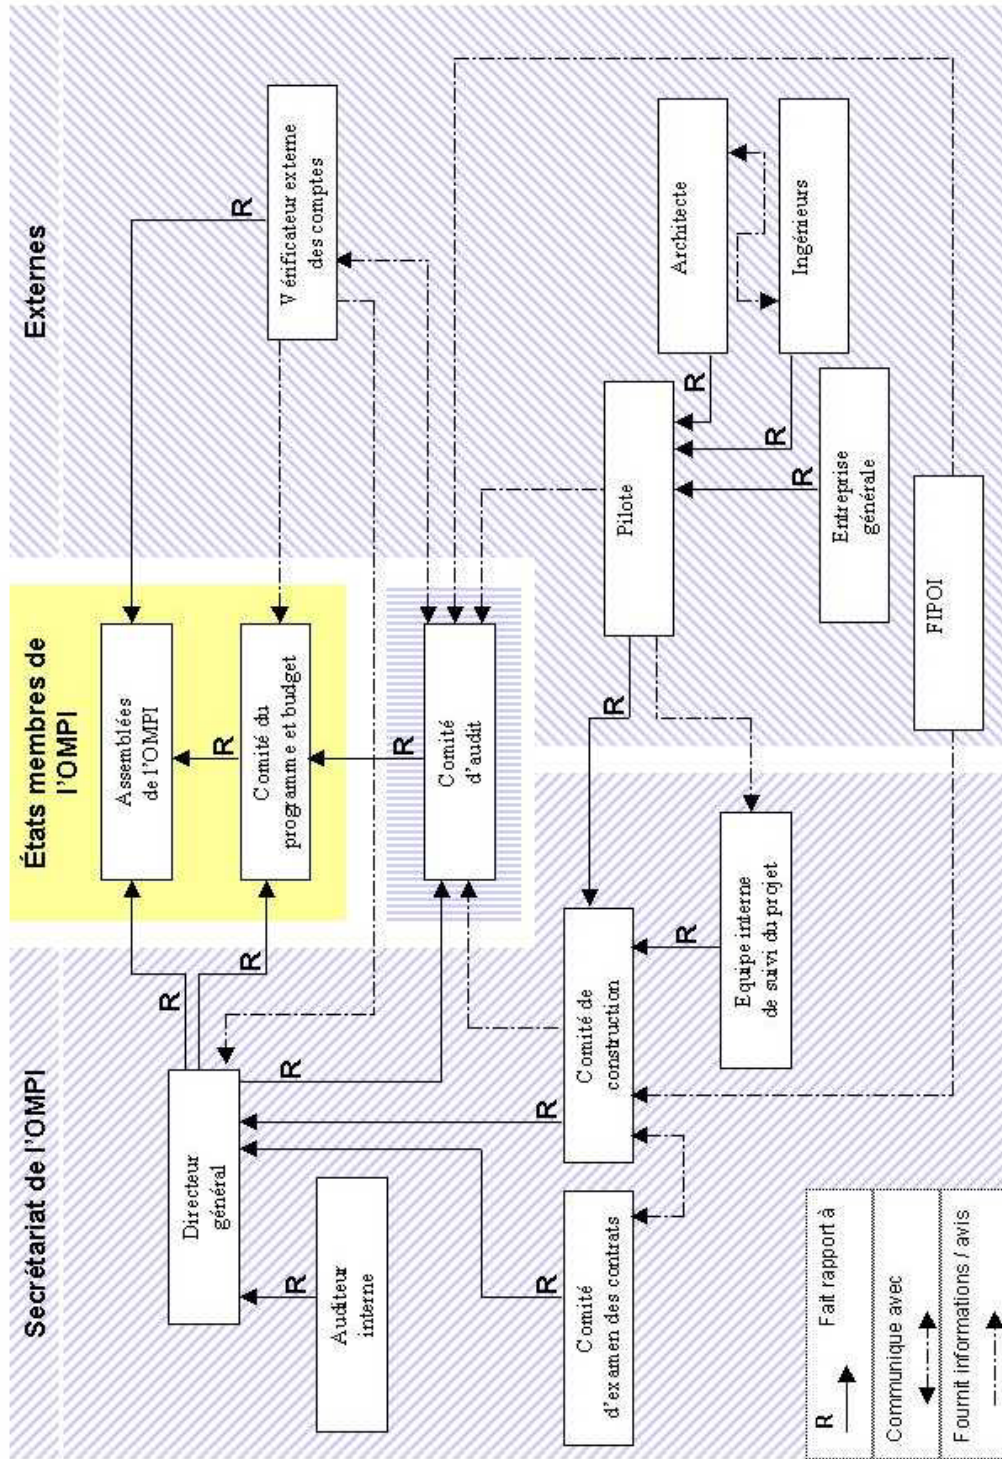 Secrétariat de l'OMPI
États membres de
l'OMPI
Externes
Directeur
général
Auditeur
interne
Comité
d'examen des contrats
Comité de
construction
Equipe interne
de suivi du projet
Assemblées
de l'OMPI
Comité du
programme et budget
Comité
d'audit
Vérificateur externe
des comptes
Pilote
Architecte
Ingénieurs
Entreprise
générale
FIPOI
R
R
R
R
R
R
R
R
R
R
R
R
R
R
R Fait rapport à
Communique avec
Fournit informations / avis